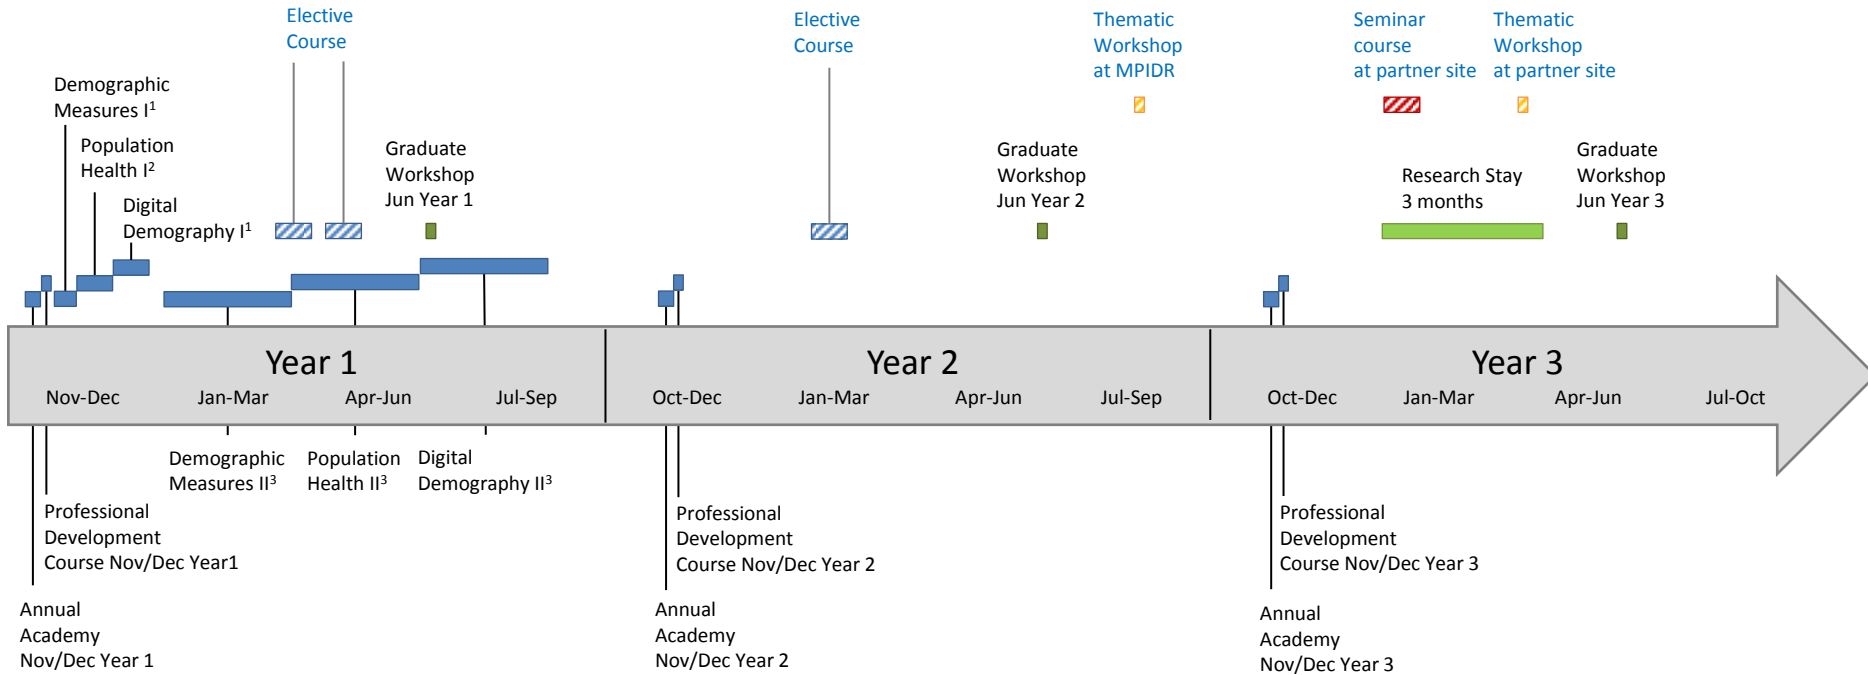 Elective
Course
Elective
Course
Thematic
Workshop
at MPIDR
Seminar
course
at partner site
Thematic
Workshop
at partner site
Demographic
Measures I¹
Population
Health I²
Digital
Demography I¹
Graduate
Workshop
Jun Year 1
Graduate
Workshop
Jun Year 2
Research Stay
3 months
Graduate
Workshop
Jun Year 3
Year 1
Year 2
Year 3
Nov-Dec
Jan-Mar
Apr-Jun
Jul-Sep
Oct-Dec
Jan-Mar
Apr-Jun
Jul-Sep
Oct-Dec
Jan-Mar
Apr-Jun
Jul-Oct
Demographic
Measures II³
Population
Health II³
Digital
Demography II³
Professional
Development
Course Nov/Dec Year1
Professional
Development
Course Nov/Dec Year 2
Professional
Development
Course Nov/Dec Year 3
Annual
Academy
Nov/Dec Year 1
Annual
Academy
Nov/Dec Year 2
Annual
Academy
Nov/Dec Year 3